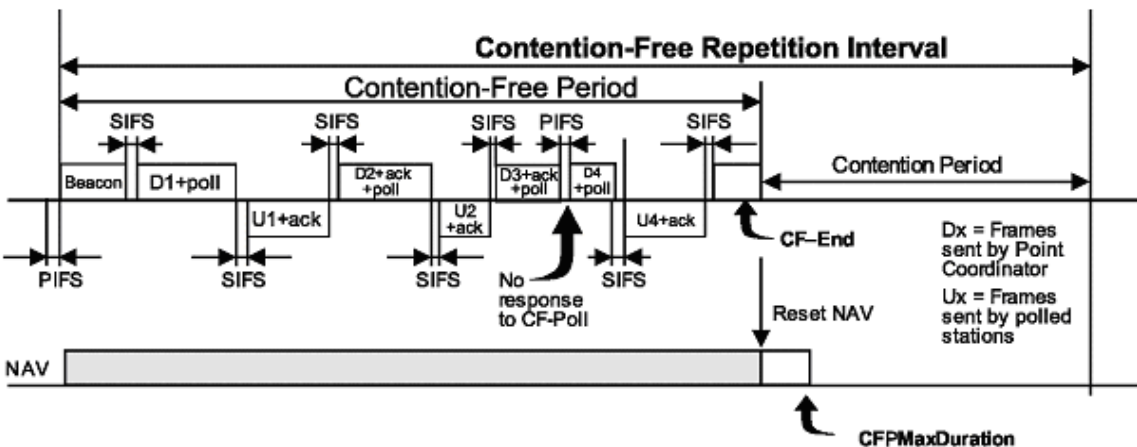 Contention-Free Repetition Interval
Contention-Free Period
SIFS
SIFS
SIFS
PIFS
SIFS
Contention Period
Beacon
D1+poll
D2+ack
+poll
D3+ack
+poll
D4
+poll
U1+ack
U2
+ack
U4+ack
CF–End
PIFS
SIFS
SIFS
No
response
to CF-Poll
SIFS
Dx = Frames
sent by Point
Coordinator
Ux = Frames
sent by polled
stations
Reset NAV
NAV
CFPMaxDuration